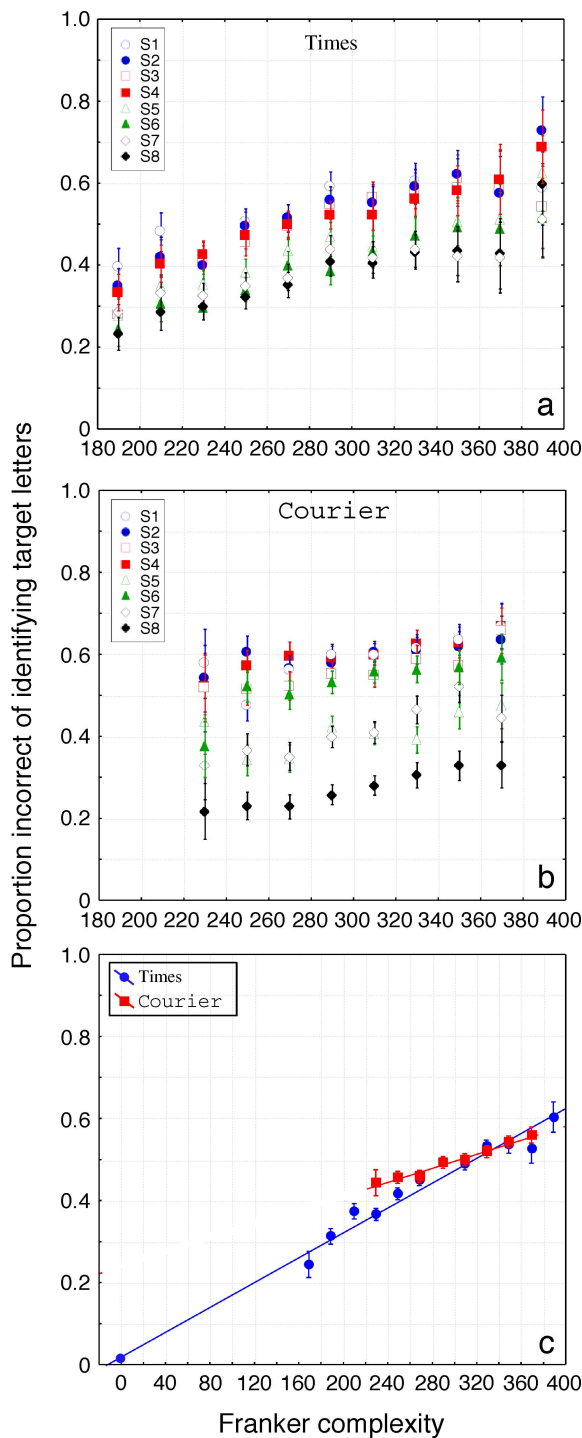 1.0
Times
S1
S2
S3
S4
S5
S6
S7
S8
0.8
0.6
0.4
0.2
0
a
180 200 220 240 260 280 300 320 340 360 380 400
1.0
Courier
S1
S2
S3
S4
S5
S6
S7
S8
0.8
0.6
0.4
0.2
0
b
180 200 220 240 260 280 300 320 340 360 380 400
Proportion incorrect of identifying target letters
1.0
Times
Courier
0.8
0.6
0.4
0.2
0
c
0 40 80 120 160 200 240 280 320 360 400
Franker complexity